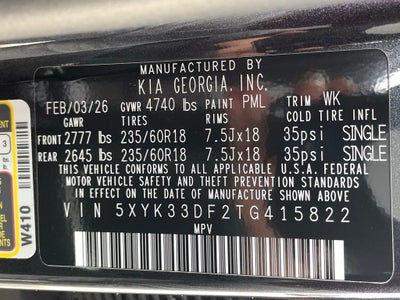 MANUFACTURED BY
KIA GEORGIA, INC.
FEB/03/26 GVWR 4740 lbs PAINT PML TRIM WK
GAWR TIRES RIMS COLD TIRE INFL
FRONT 2777 lbs 235/60R18 7.5Jx18 35psi SINGLE
REAR 2645 lbs 235/60R18 7.5Jx18 35psi SINGLE
THIS VEHICLE CONFORMS TO ALL APPLICABLE U.S.A. FEDERAL
MOTOR VEHICLE SAFETY AND THEFT PREVENTION STANDARDS
IN EFFECT ON THE DATE OF MANUFACTURE SHOWN ABOVE.
VIN 5XYK33DF2TG415822
MPV
W410
3
lbs.